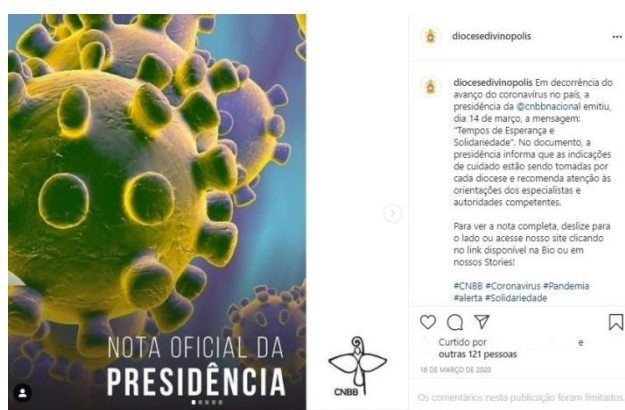 NOTA OFICIAL DA
PRESIDÊNCIA
CNBB
diocesedivinopolis
diocesedivinopolis Em decorrência do
avanço do coronavírus no país, a
presidência da @cnbbnacional emitiu,
dia 14 de março, a mensagem:
"Tempos de Esperança e
Solidariedade". No documento, a
presidência informa que as indicações
de cuidado estão sendo tomadas por
cada diocese e recomenda atenção às
orientações dos especialistas e
autoridades competentes.
Para ver a nota completa, deslize para
o lado ou acesse nosso site clicando
no link disponível na Bio ou em
nossos Stories!
#CNBB #Coronavirus #Pandemia
#alerta #Solidariedade
Curtido por e
outras 121 pessoas
18 DE MARÇO DE 2020
Os comentários nesta publicação foram limitados.